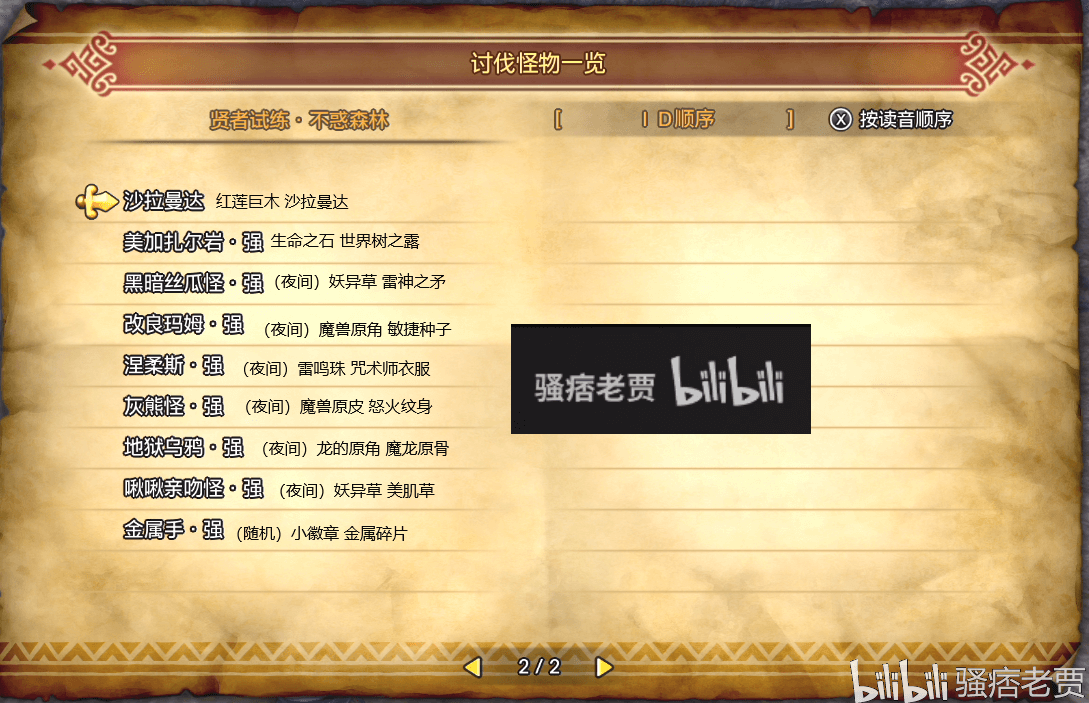 讨伐怪物一览
贤者试练・不惑森林 [ ID顺序 ] X 按读音顺序
沙拉曼达 红莲巨木 沙拉曼达
美加扎尔岩・强 生命之石 世界树之露
黑暗丝瓜怪・强 (夜间) 妖异草 雷神之矛
改良玛姆・强 (夜间) 魔兽原角 敏捷种子
涅柔斯・强 (夜间) 雷鸣珠 咒术师衣服
灰熊怪・强 (夜间) 魔兽原皮 怒火纹身
地狱乌鸦・强 (夜间) 龙的原角 魔龙原骨
啾啾亲吻怪・强 (夜间) 妖异草 美肌草
金属手・强 (随机) 小徽章 金属碎片
骚痞老贾 bilibili
2/2
bilibili 骚痞老贾